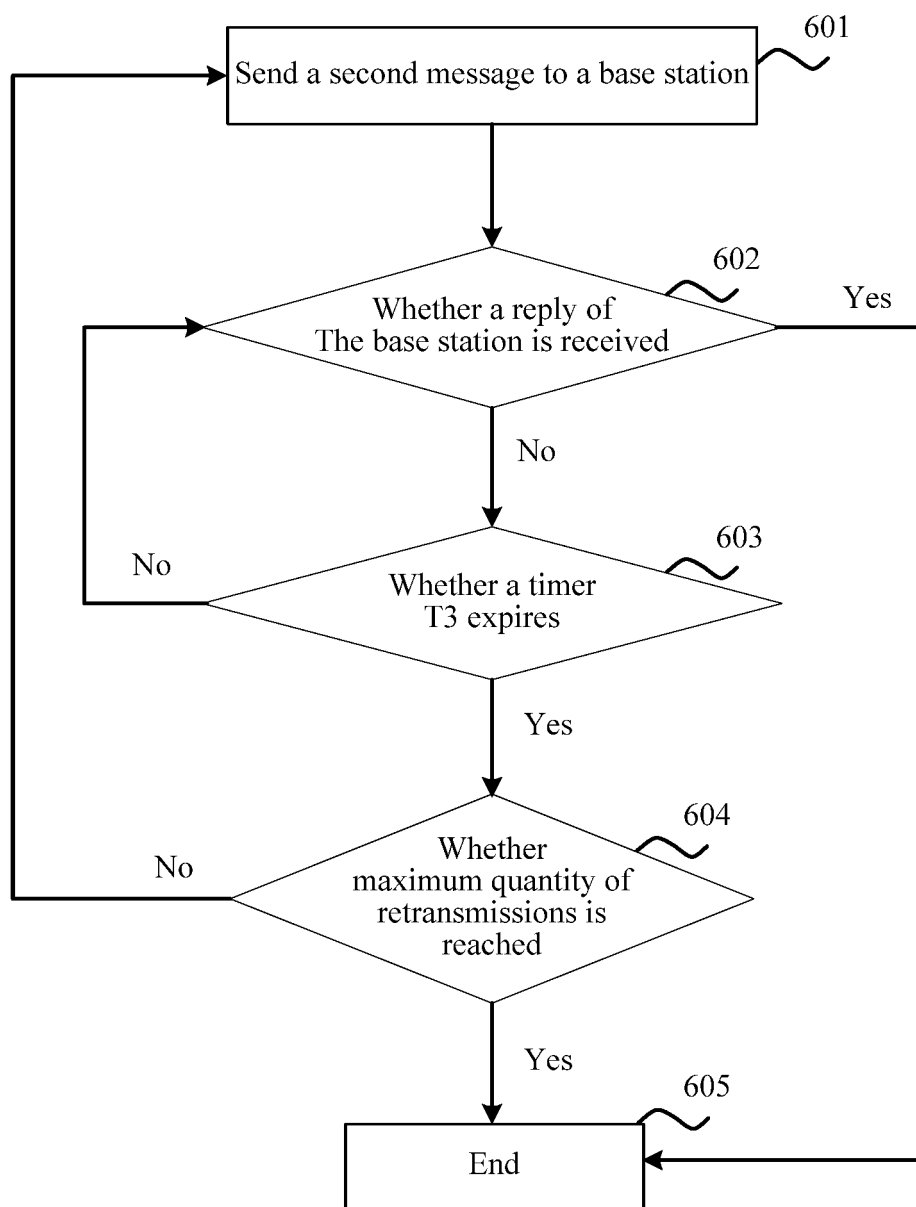 601
Send a second message to a base station
602
Yes
Whether a reply of
The base station is received
No
603
No
Whether a timer
T3 expires
Yes
604
No
Whether
maximum quantity of
retransmissions is
reached
Yes
605
End